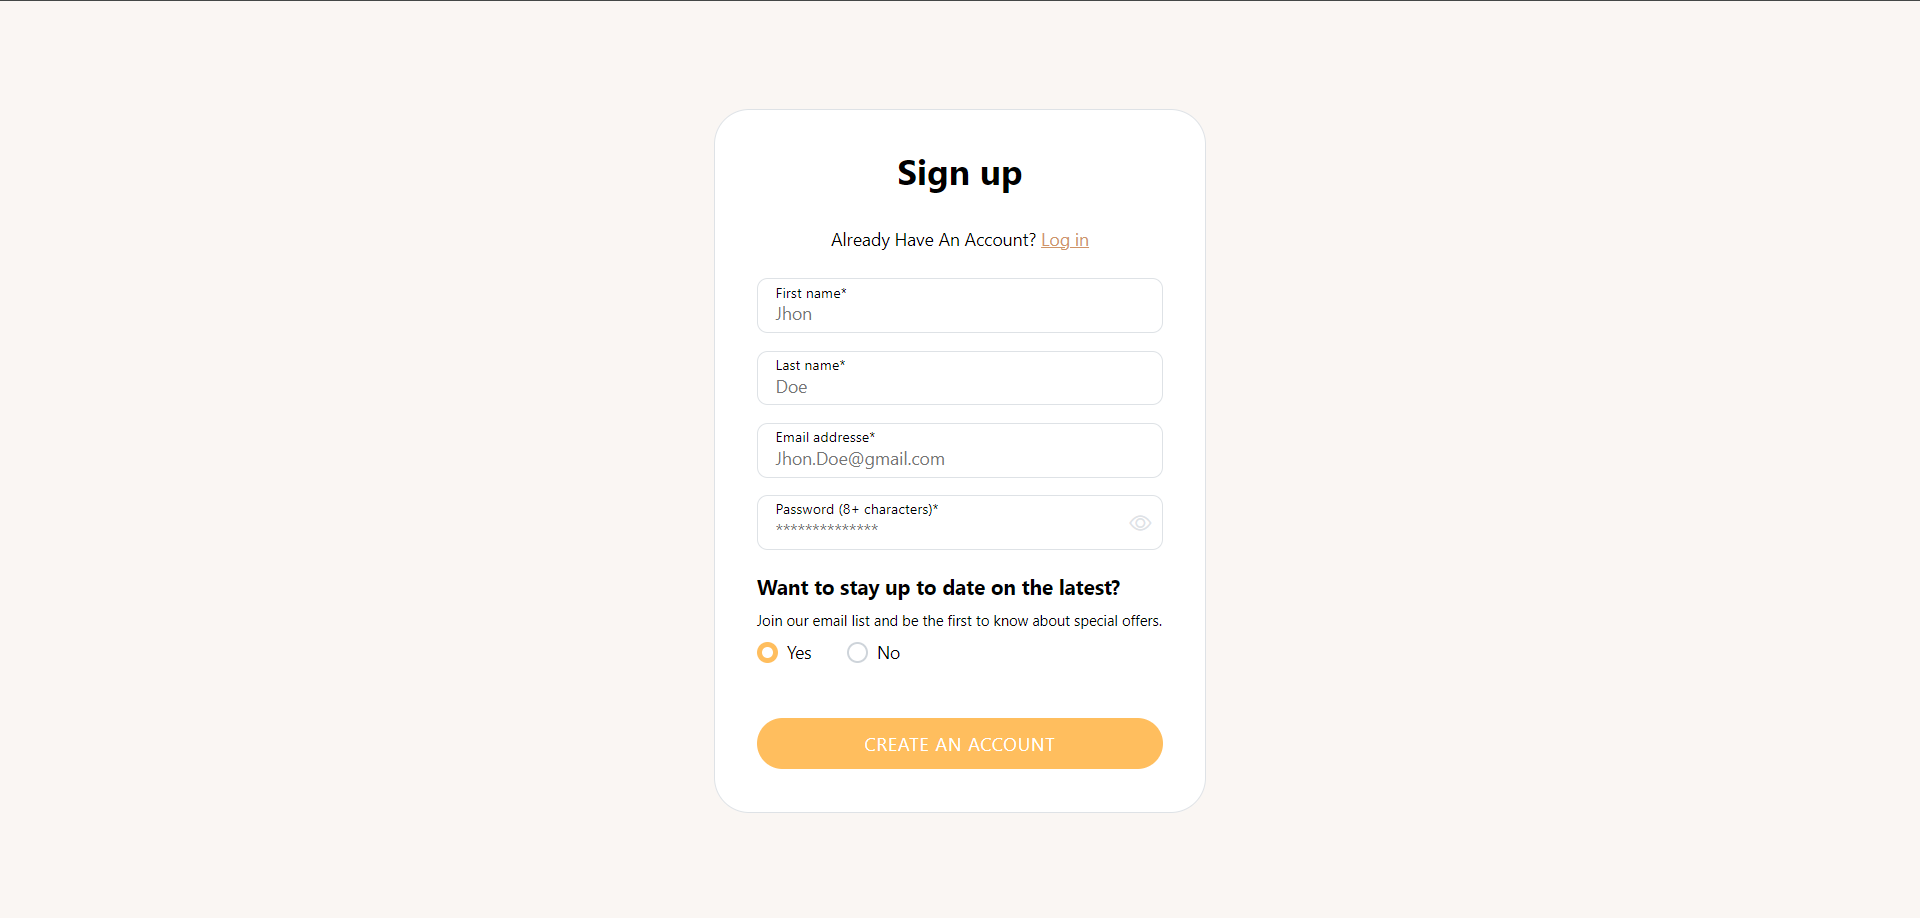 Sign up
Already Have An Account? Log in
First name*
Jhon
Last name*
Doe
Email addresse*
Jhon.Doe@gmail.com
Password (8+ characters)*
**************
Want to stay up to date on the latest?
Join our email list and be the first to know about special offers.
Yes No
CREATE AN ACCOUNT